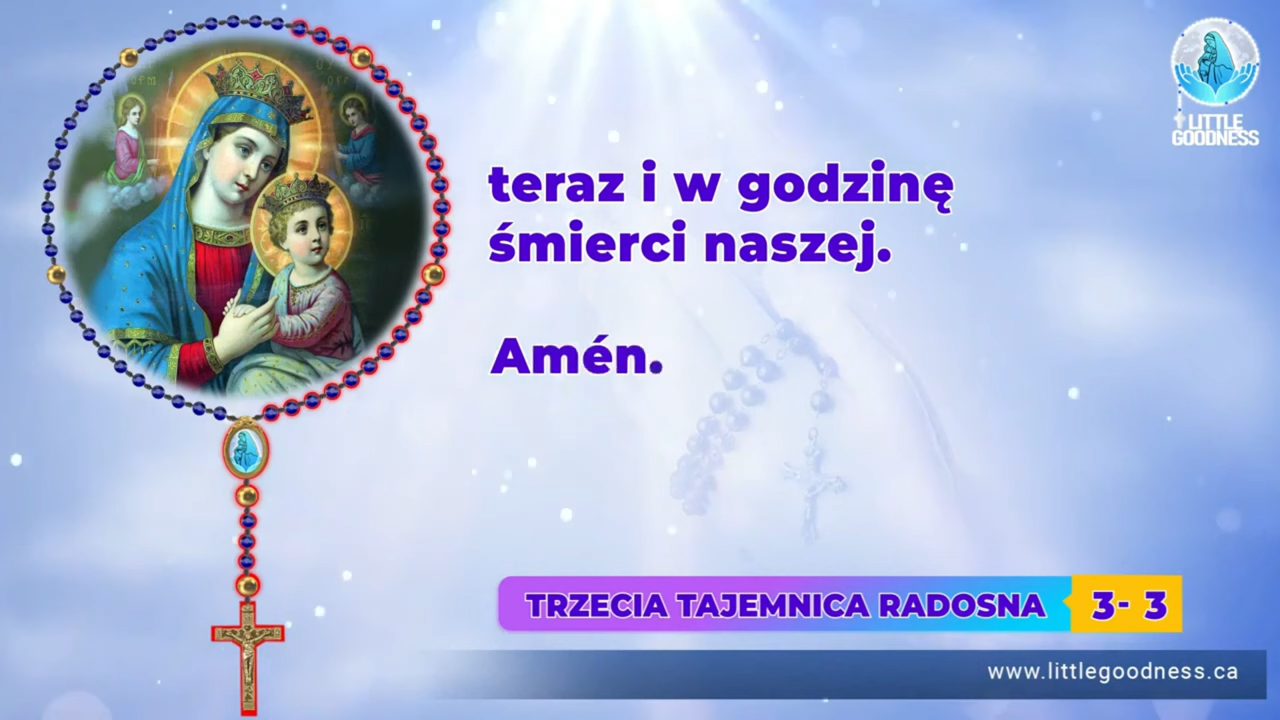 LITTLE
GOODNESS
teraz i w godzinę
śmierci naszej.
Amén.
TRZECIA TAJEMNICA RADOSNA 3- 3
www.littlegoodness.ca